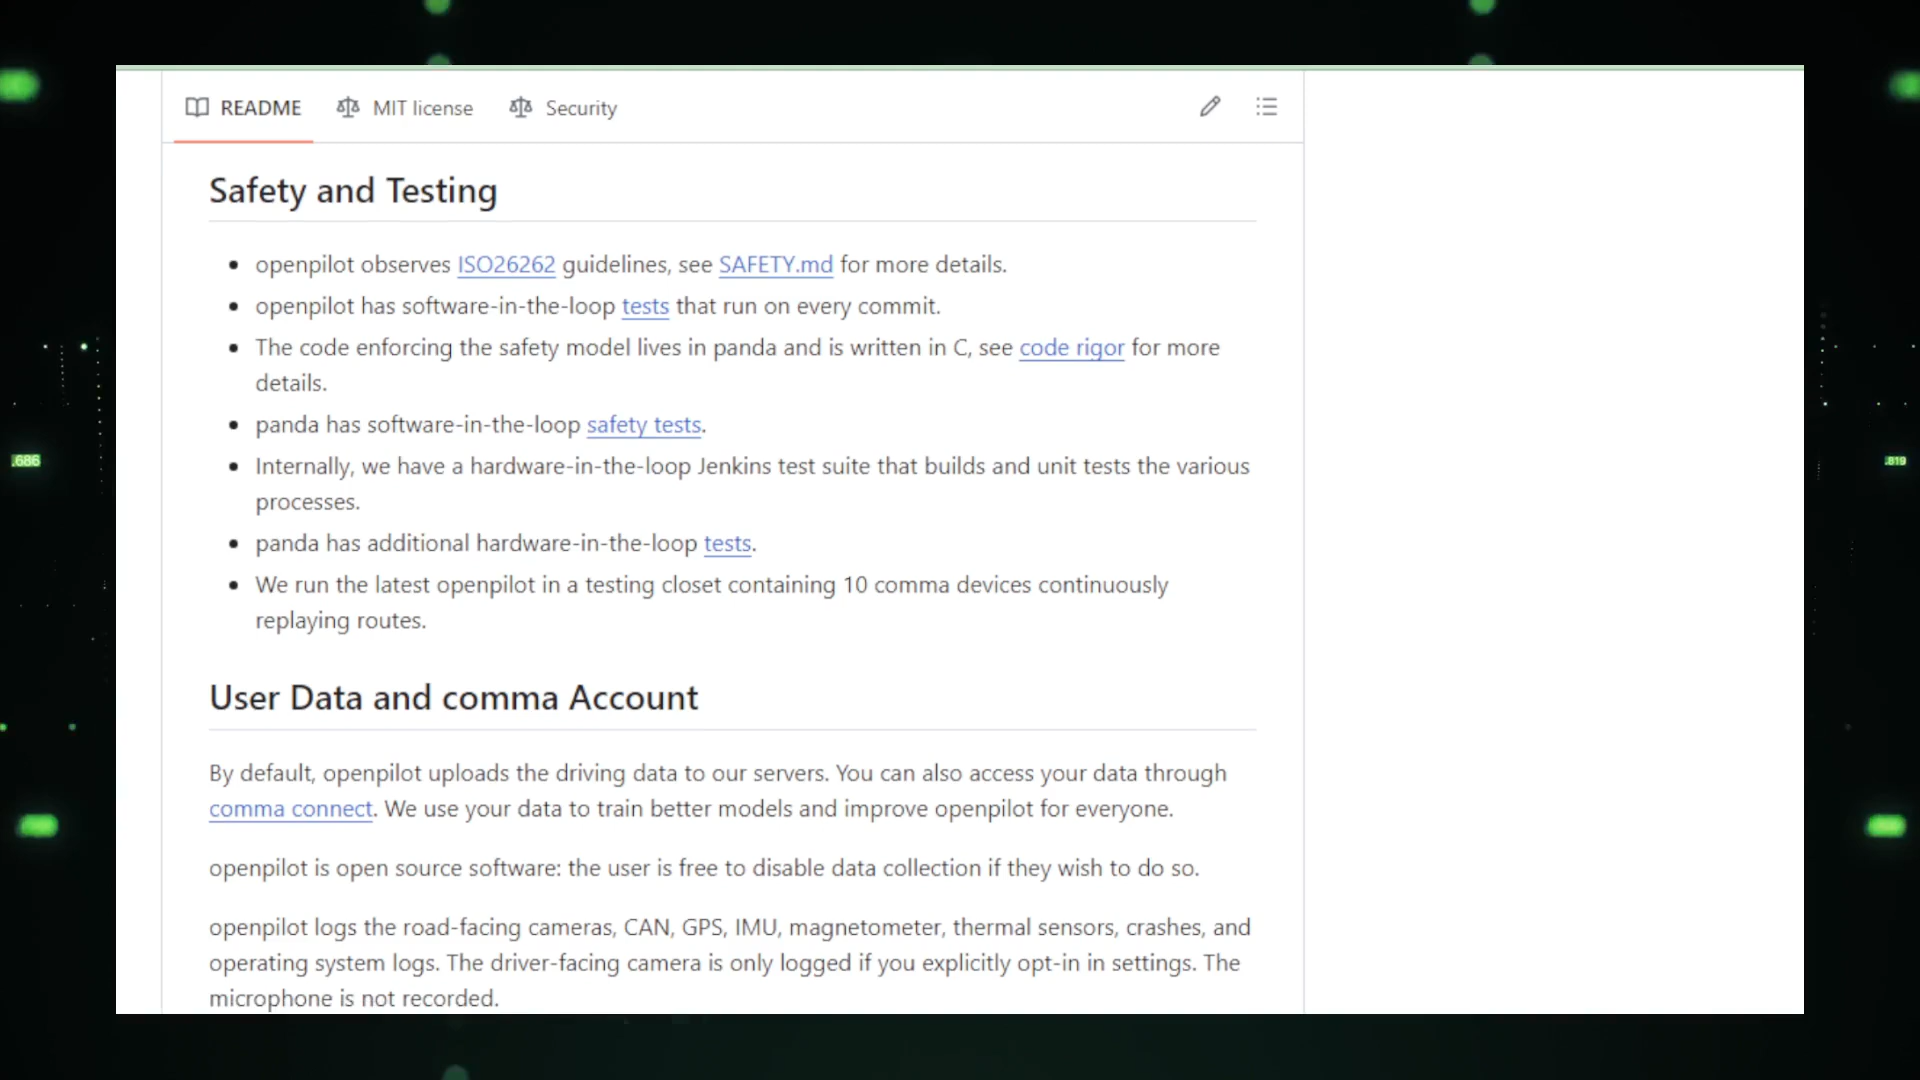 README MIT license Security
Safety and Testing
openpilot observes ISO26262 guidelines, see SAFETY.md for more details.
openpilot has software-in-the-loop tests that run on every commit.
The code enforcing the safety model lives in panda and is written in C, see code rigor for more
details.
panda has software-in-the-loop safety tests.
.686
.819
Internally, we have a hardware-in-the-loop Jenkins test suite that builds and unit tests the various
processes.
panda has additional hardware-in-the-loop tests.
We run the latest openpilot in a testing closet containing 10 comma devices continuously
replaying routes.
User Data and comma Account
By default, openpilot uploads the driving data to our servers. You can also access your data through
comma connect. We use your data to train better models and improve openpilot for everyone.
openpilot is open source software: the user is free to disable data collection if they wish to do so.
openpilot logs the road-facing cameras, CAN, GPS, IMU, magnetometer, thermal sensors, crashes, and
operating system logs. The driver-facing camera is only logged if you explicitly opt-in in settings. The
microphone is not recorded.